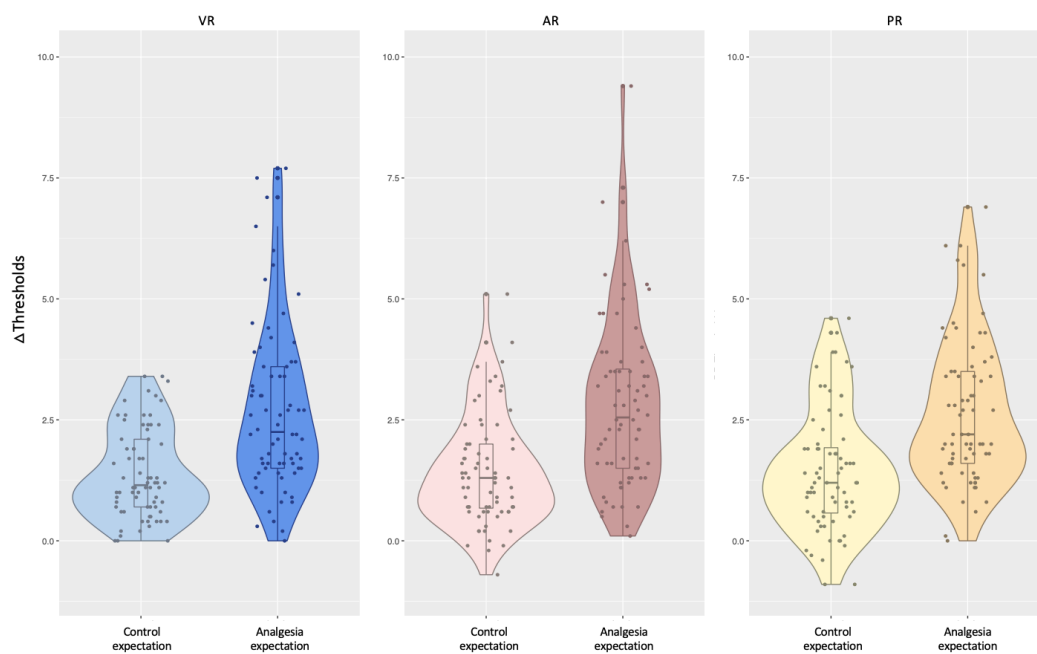 VR
AR
PR
ΔThresholds
10.0
7.5
5.0
2.5
0.0
10.0
7.5
5.0
2.5
0.0
10.0
7.5
5.0
2.5
0.0
Control
expectation
Analgesia
expectation
Control
expectation
Analgesia
expectation
Control
expectation
Analgesia
expectation